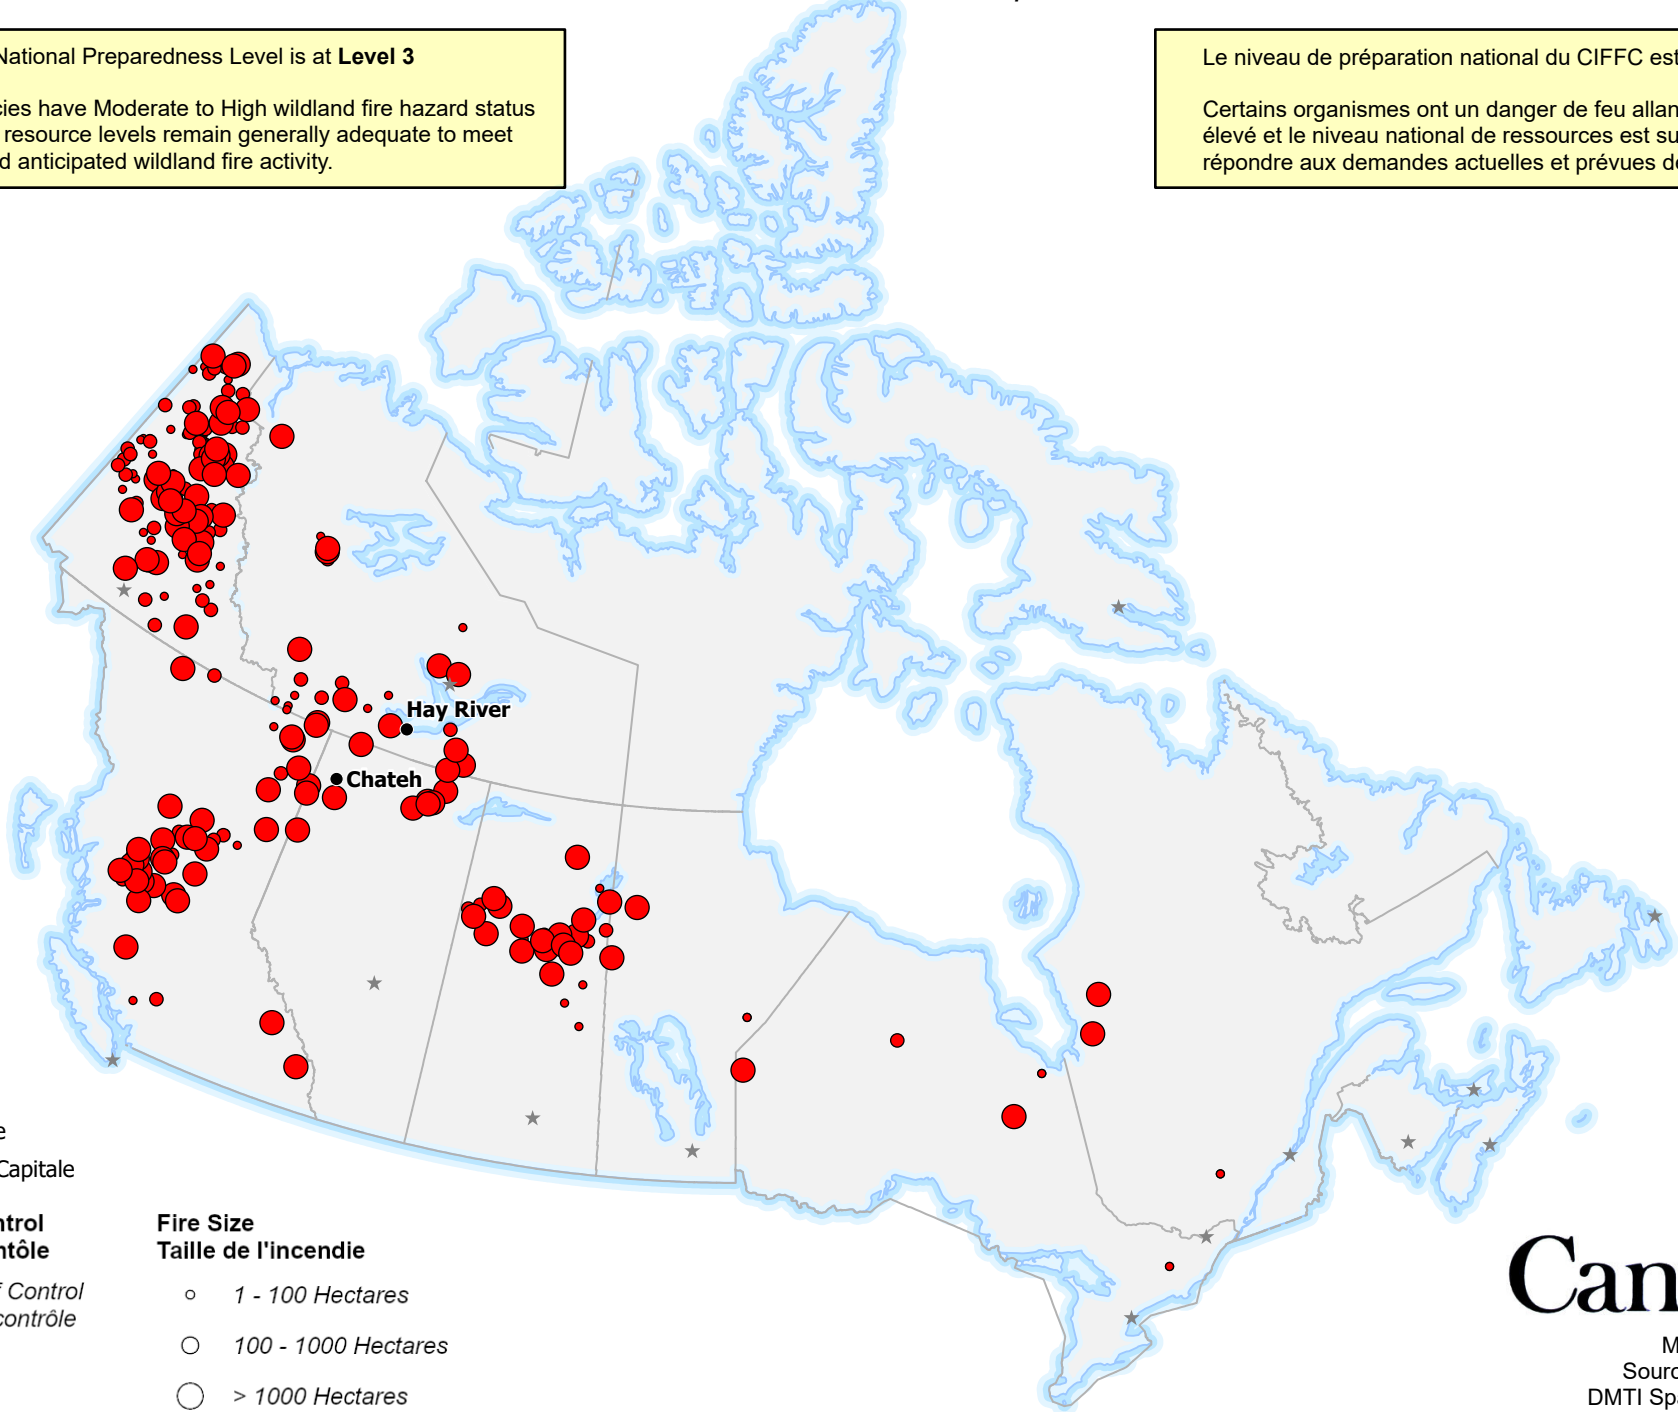 National Preparedness Level is at Level 3
cies have Moderate to High wildland fire hazard status
resource levels remain generally adequate to meet
d anticipated wildland fire activity.
Le niveau de préparation national du CIFFC est
Certains organismes ont un danger de feu allan
élevé et le niveau national de ressources est su
répondre aux demandes actuelles et prévues de
Hay River
Chateh
e
Capitale
ntrol
ntôle
f Control
contrôle
Fire Size
Taille de l'incendie
1 - 100 Hectares
100 - 1000 Hectares
> 1000 Hectares
Can
M
Sourc
DMTI Spa